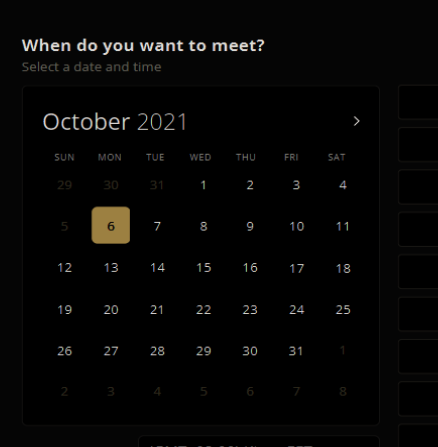 When do you want to meet?
Select a date and time
October 2021
SUN MON TUE WED THU FRI SAT
29 30 31 1 2 3 4
5 6 7 8 9 10 11
12 13 14 15 16 17 18
19 20 21 22 23 24 25
26 27 28 29 30 31 1
2 3 4 5 6 7 8